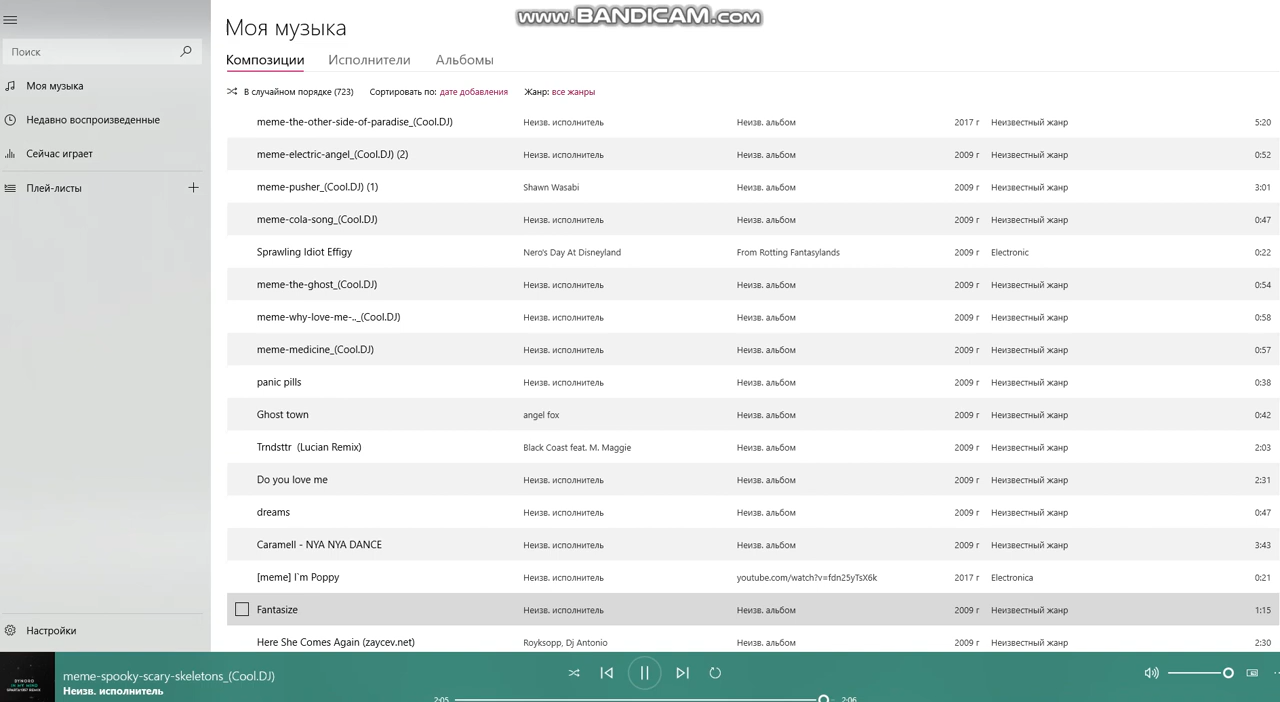 www.BANDICAM.com
Моя музыка
Поиск
Композиции Исполнители Альбомы
Моя музыка
В случайном порядке (723) Сортировать по: дате добавления Жанр: все жанры
Недавно воспроизведенные
Сейчас играет
Плей-листы
meme-the-other-side-of-paradise_(Cool.DJ) Неизв. исполнитель Неизв. альбом 2017 г Неизвестный жанр 5:20
meme-electric-angel_(Cool.DJ) (2) Неизв. исполнитель Неизв. альбом 2009 г Неизвестный жанр 0:52
meme-pusher_(Cool.DJ) (1) Shawn Wasabi Неизв. альбом 2009 г Неизвестный жанр 3:01
meme-cola-song_(Cool.DJ) Неизв. исполнитель Неизв. альбом 2009 г Неизвестный жанр 0:47
Sprawling Idiot Effigy Nero's Day At Disneyland From Rotting Fantasylands 2009 г Electronic 0:22
meme-the-ghost_(Cool.DJ) Неизв. исполнитель Неизв. альбом 2009 г Неизвестный жанр 0:54
meme-why-love-me-.._(Cool.DJ) Неизв. исполнитель Неизв. альбом 2009 г Неизвестный жанр 0:58
meme-medicine_(Cool.DJ) Неизв. исполнитель Неизв. альбом 2009 г Неизвестный жанр 0:57
panic pills Неизв. исполнитель Неизв. альбом 2009 г Неизвестный жанр 0:38
Ghost town angel fox Неизв. альбом 2009 г Неизвестный жанр 0:42
Trndsttr (Lucian Remix) Black Coast feat. M. Maggie Неизв. альбом 2009 г Неизвестный жанр 2:03
Do you love me Неизв. исполнитель Неизв. альбом 2009 г Неизвестный жанр 2:31
dreams Неизв. исполнитель Неизв. альбом 2009 г Неизвестный жанр 0:47
Caramell - NYA NYA DANCE Неизв. исполнитель Неизв. альбом 2009 г Неизвестный жанр 3:43
[meme] I`m Poppy Неизв. исполнитель youtube.com/watch?v=fdn25yTsX6k 2017 г Electronica 0:21
Fantasize Неизв. исполнитель Неизв. альбом 2009 г Неизвестный жанр 1:15
Here She Comes Again (zaycev.net) Royksopp, Dj Antonio Неизв. альбом 2009 г Неизвестный жанр 2:30
Настройки
meme-spooky-scary-skeletons_(Cool.DJ)
Неизв. исполнитель
2:05 2:06